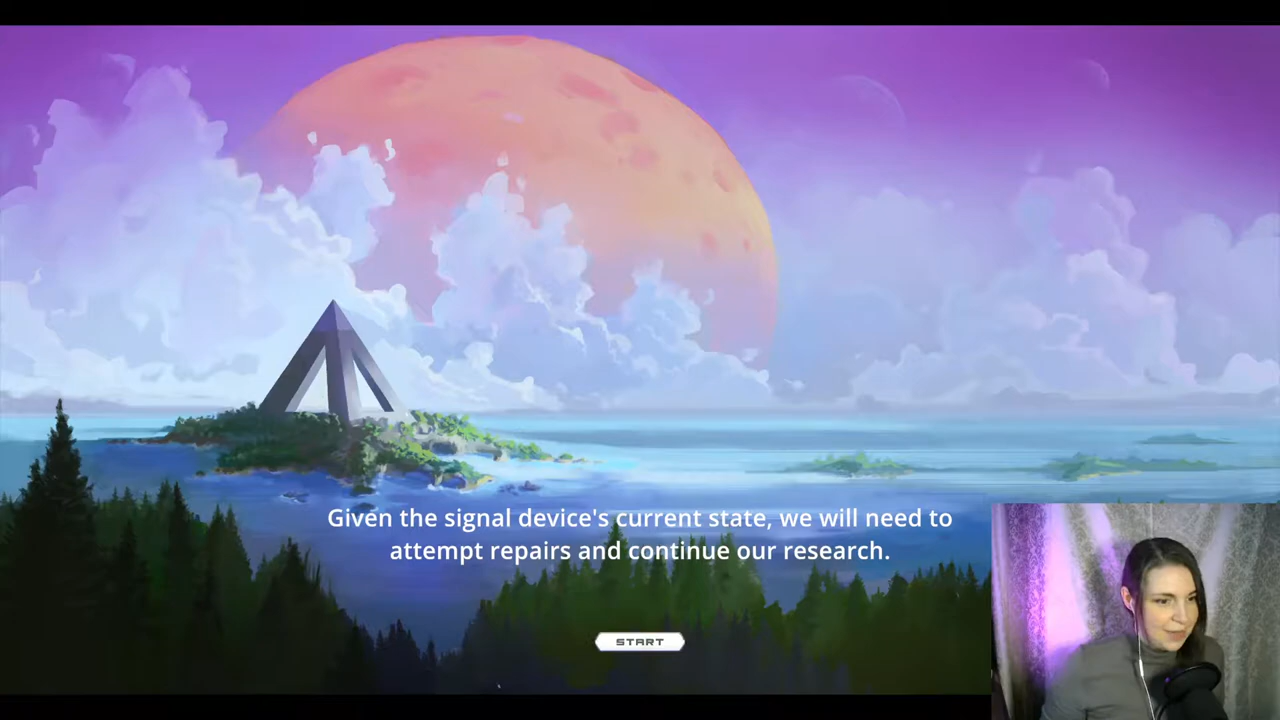 Given the signal device's current state, we will need to
attempt repairs and continue our research.
START